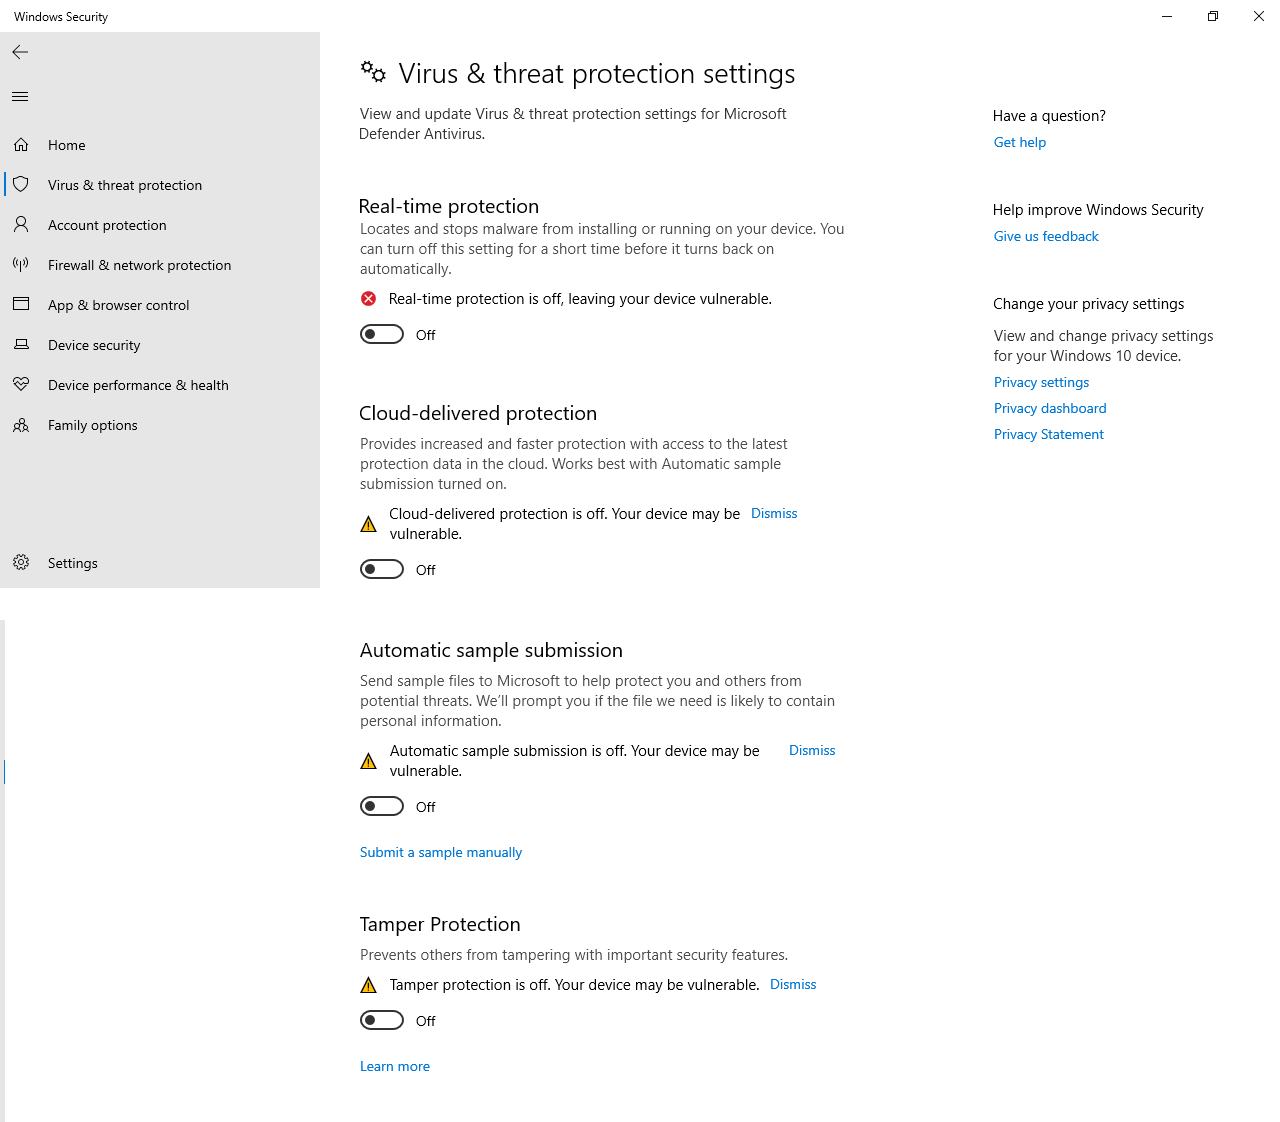 Windows Security
Home
Virus & threat protection
Account protection
Firewall & network protection
App & browser control
Device security
Device performance & health
Family options
Settings
Virus & threat protection settings
View and update Virus & threat protection settings for Microsoft
Defender Antivirus.
Real-time protection
Locates and stops malware from installing or running on your device. You
can turn off this setting for a short time before it turns back on
automatically.
Real-time protection is off, leaving your device vulnerable.
Off
Cloud-delivered protection
Provides increased and faster protection with access to the latest
protection data in the cloud. Works best with Automatic sample
submission turned on.
Cloud-delivered protection is off. Your device may be Dismiss
vulnerable.
Off
Automatic sample submission
Send sample files to Microsoft to help protect you and others from
potential threats. We'll prompt you if the file we need is likely to contain
personal information.
Automatic sample submission is off. Your device may be Dismiss
vulnerable.
Off
Submit a sample manually
Tamper Protection
Prevents others from tampering with important security features.
Tamper protection is off. Your device may be vulnerable. Dismiss
Off
Learn more
Have a question?
Get help
Help improve Windows Security
Give us feedback
Change your privacy settings
View and change privacy settings
for your Windows 10 device.
Privacy settings
Privacy dashboard
Privacy Statement